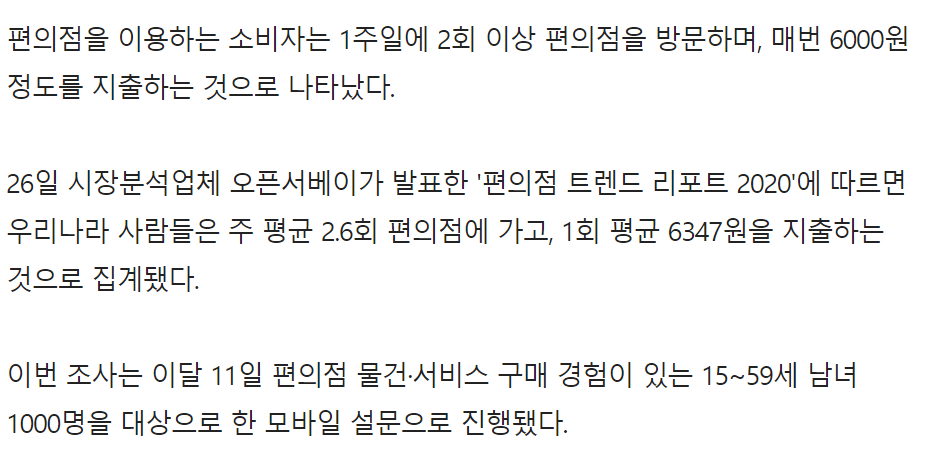 편의점을 이용하는 소비자는 1주일에 2회 이상 편의점을 방문하며, 매번 6000원
정도를 지출하는 것으로 나타났다.
26일 시장분석업체 오픈서베이가 발표한 '편의점 트렌드 리포트 2020'에 따르면
우리나라 사람들은 주 평균 2.6회 편의점에 가고, 1회 평균 6347원을 지출하는
것으로 집계됐다.
이번 조사는 이달 11일 편의점 물건·서비스 구매 경험이 있는 15~59세 남녀
1000명을 대상으로 한 모바일 설문으로 진행됐다.